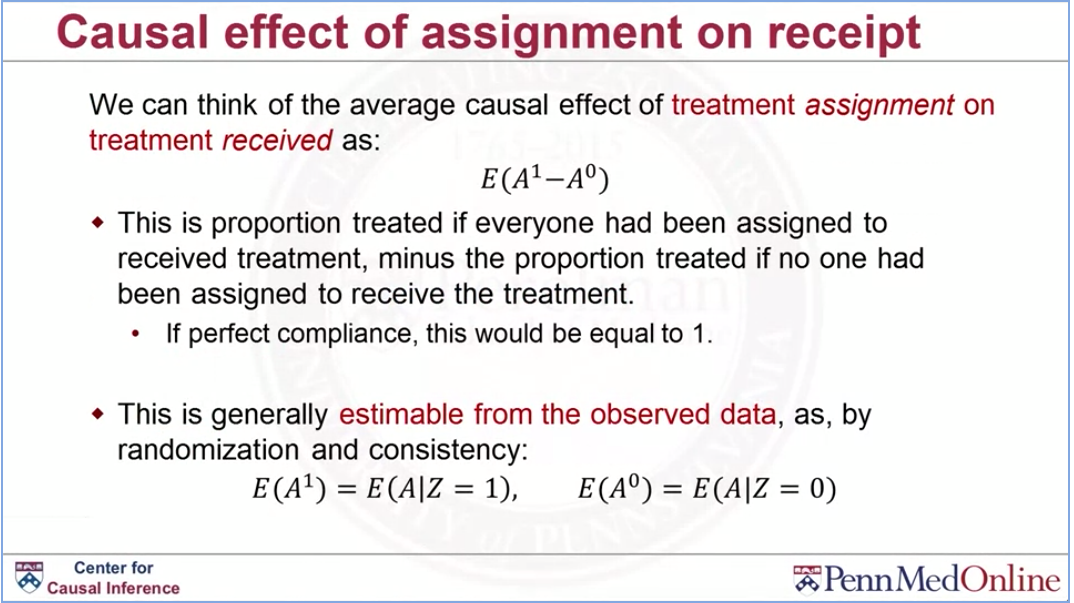 Causal effect of assignment on receipt
We can think of the average causal effect of treatment assignment on
treatment received as:
E(A¹−A⁰)
◆ This is proportion treated if everyone had been assigned to
received treatment, minus the proportion treated if no one had
been assigned to receive the treatment.
• If perfect compliance, this would be equal to 1.
◆ This is generally estimable from the observed data, as, by
randomization and consistency:
E(A¹) = E(A|Z = 1), E(A⁰) = E(A|Z = 0)
Center for
Causal Inference
PennMedOnline